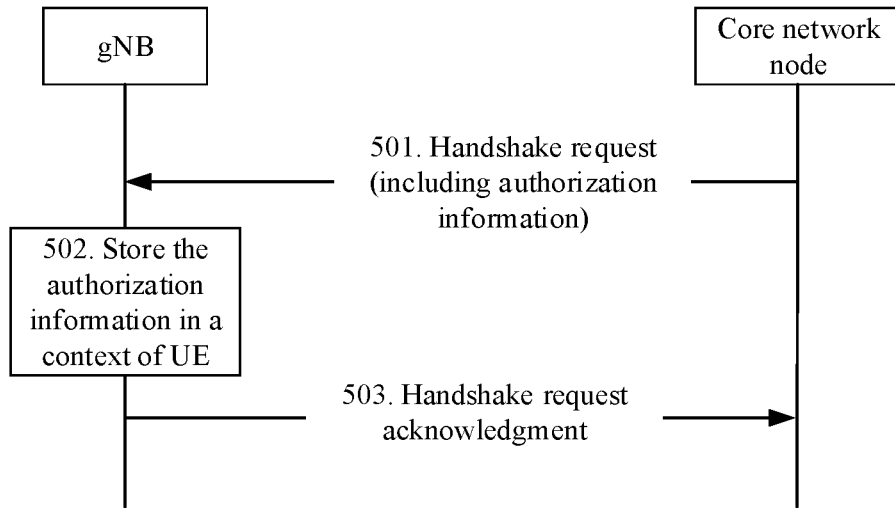 gNB
Core network
node
501. Handshake request
(including authorization
information)
502. Store the
authorization
information in a
context of UE
503. Handshake request
acknowledgment